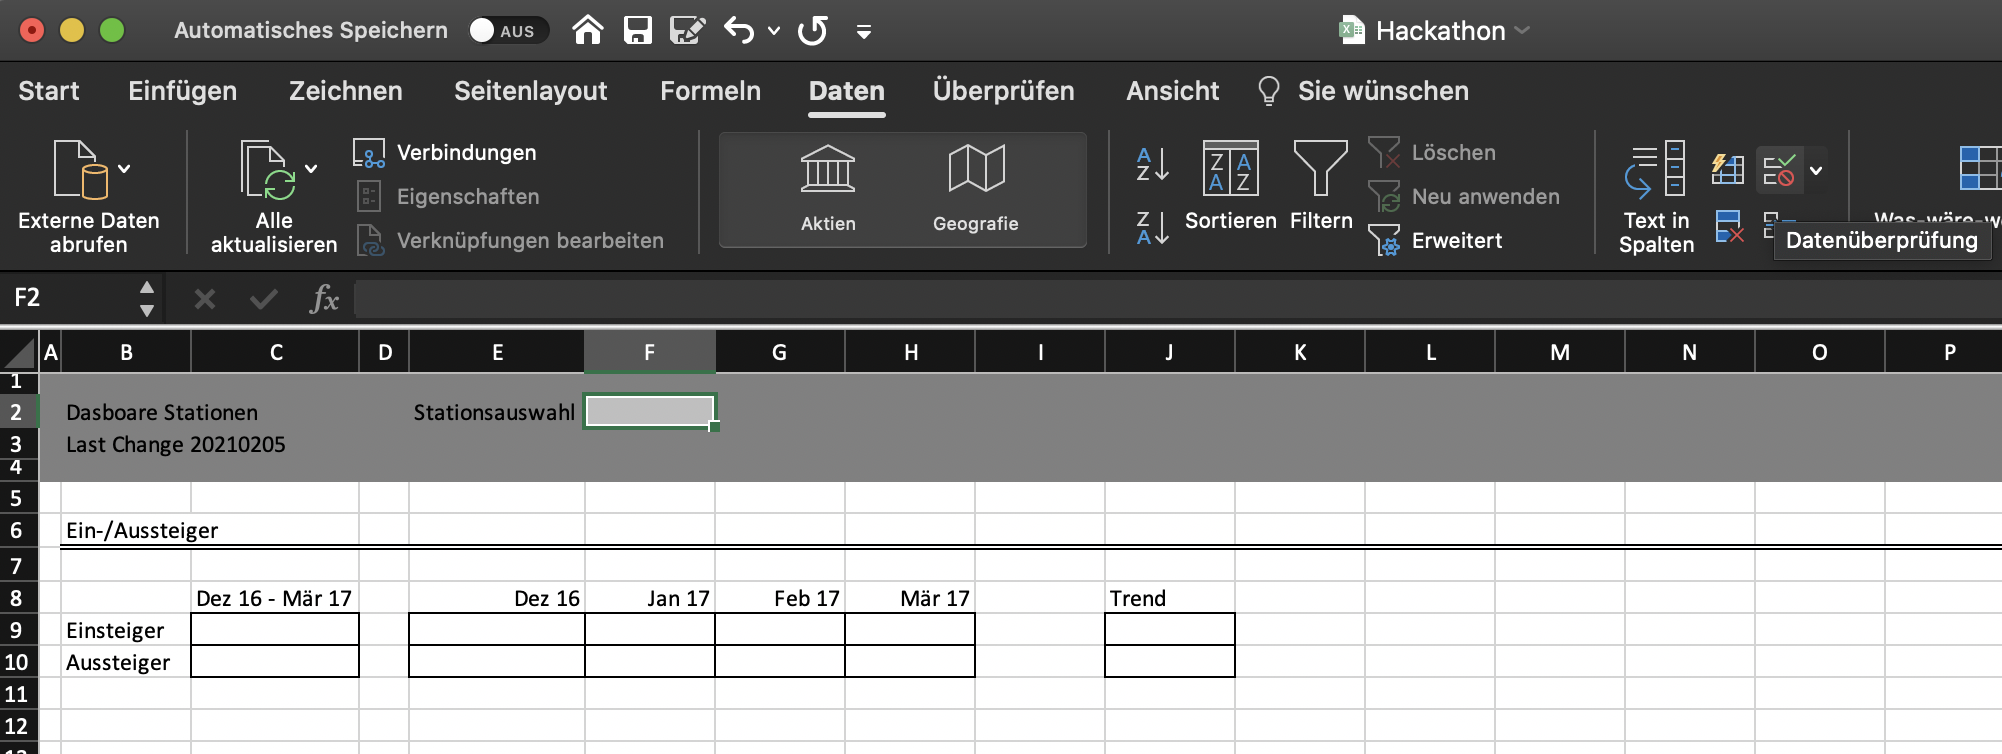 Automatisches Speichern AUS Hackathon
Start Einfügen Zeichnen Seitenlayout Formeln Daten Überprüfen Ansicht Sie wünschen
Externe Daten abrufen
Alle aktualisieren
Verbindungen
Eigenschaften
Verknüpfungen bearbeiten
Aktien
Geografie
A
Z
Z
A
Sortieren
Filtern
Löschen
Neu anwenden
Erweitert
Text in Spalten
Datenüberprüfung
F2 fx
A B C D E F G H I J K L M N O P
1
2 Dasboare Stationen Stationsauswahl
3 Last Change 20210205
4
5
6 Ein-/Aussteiger
7
8 Dez 16 - Mär 17 Dez 16 Jan 17 Feb 17 Mär 17 Trend
9 Einsteiger
10 Aussteiger
11
12